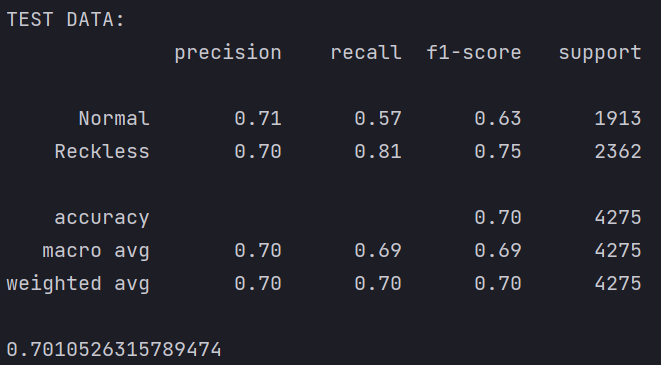 TEST DATA:
precision recall f1-score support
Normal 0.71 0.57 0.63 1913
Reckless 0.70 0.81 0.75 2362
accuracy 0.70 4275
macro avg 0.70 0.69 0.69 4275
weighted avg 0.70 0.70 0.70 4275
0.7010526315789474